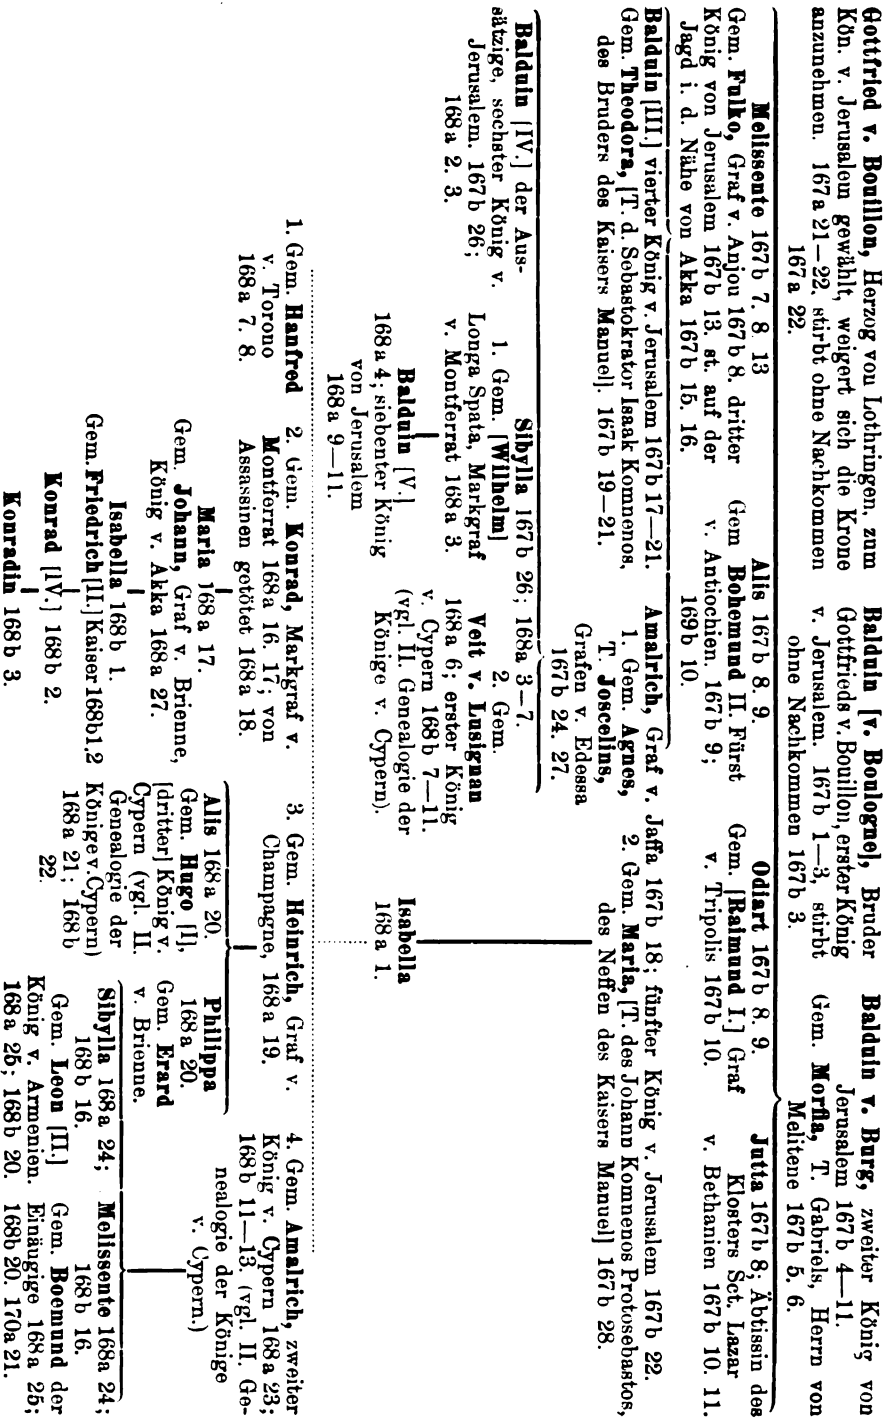 Gottfried v. Bouillon, Herzog von Lothringen, zum
Kön. v. Jerusalem gewählt, weigert sich die Krone
anzunehmen. 167a 21—22. stirbt ohne Nachkommen
167a 22.
Balduin [v. Boulogne], Bruder
Gottfrieds v. Bouillon, erster König
v. Jerusalem. 167b 1—3, stirbt
ohne Nachkommen 167b 3.
Balduin v. Burg, zweiter König von
Jerusalem 167b 4—11.
Gem. Morfia, T. Gabriels, Herrn von
Melitene 167b 5. 6.
Melissente 167b 7. 8. 13
Gem. Fulko, Graf v. Anjou 167b 8. dritter
König von Jerusalem 167b 13. st. auf der
Jagd i. d. Nähe von Akka 167b 15. 16.
Alis 167b 8. 9.
Gem Bohemund II. Fürst
v. Antiochien. 167b 9;
169b 10.
Odiart 167b 8. 9.
Gem. [Raimund I.] Graf
v. Tripolis 167b 10.
Jutta 167b 8; Äbtissin des
Klosters Sct. Lazar
v. Bethanien 167b 10. 11.
Balduin [III.] vierter König v. Jerusalem 167b 17—21.
Gem. Theodora, [T. d. Sebastokrator Isaak Komnenos,
des Bruders des Kaisers Manuel]. 167b 19—21.
Amalrich, Graf v. Jaffa 167b 18; fünfter König v. Jerusalem 167b 22.
1. Gem. Agnes,
T. Joscelins,
Grafen v. Edessa
167b 24. 27.
2. Gem. Maria, [T. des Johann Komnenos Protosebastos,
des Neffen des Kaisers Manuel] 167b 28.
Balduin [IV.] der Aus-
sätzige, sechster König v.
Jerusalem. 167b 26;
168a 2. 3.
Sibylla 167b 26; 168a 3—7.
1. Gem. [Wilhelm]
Longa Spata, Markgraf
v. Montferrat 168a 3.
2. Gem.
Veit v. Lusignan
168a 6; erster König
v. Cypern 168b 7—11.
(vgl. II. Genealogie der
Könige v. Cypern).
Balduin [V.]
168a 4; siebenter König
von Jerusalem
168a 9—11.
Isabella
168a 1.
1. Gem. Hanfred
v. Torono
168a 7. 8.
2. Gem. Konrad, Markgraf v.
Montferrat 168a 16. 17; von
Assassinen getötet 168a 18.
3. Gem. Heinrich, Graf v.
Champagne, 168a 19.
4. Gem. Amalrich, zweiter
König v. Cypern 168a 23;
168b 11—13. (vgl. II. Ge-
nealogie der Könige
v. Cypern.)
Maria 168a 17.
Gem. Johann, Graf v. Brienne,
König v. Akka 168a 27.
Isabella 168b 1.
Gem. Friedrich [II.] Kaiser 168b 1. 2
Konrad [IV.] 168b 2.
Konradin 168b 3.
Alis 168a 20.
Gem. Hugo [I],
[dritter] König v.
Cypern (vgl. II.
Genealogie der
Könige v. Cypern)
168a 21; 168b
22.
Philippa
168a 20.
Gem. Erard
v. Brienne.
Sibylla 168a 24;
168b 16.
Gem. Leon [II.]
König v. Armenien.
168a 25; 168b 20.
Melissente 168a 24;
168b 16.
Gem. Boemund der
Einäugige 168a 25;
168b 20. 170a 21.